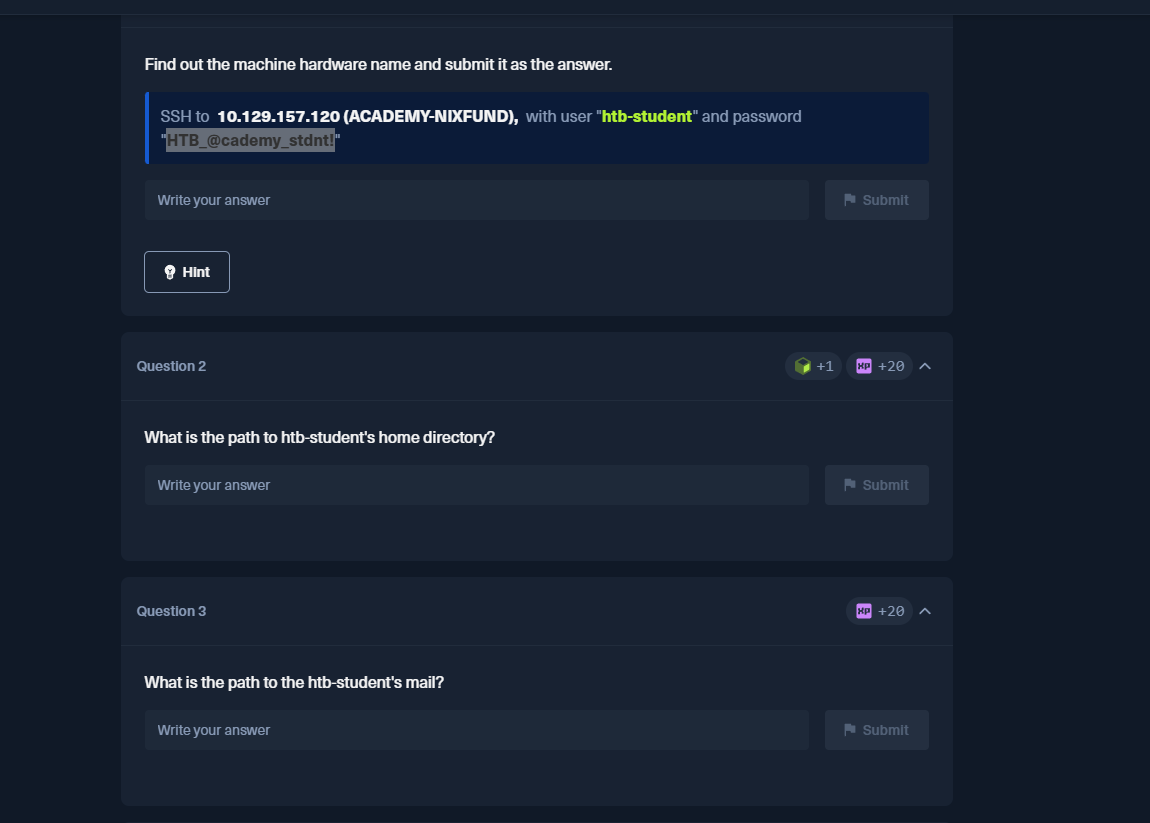 Find out the machine hardware name and submit it as the answer.
SSH to 10.129.157.120 (ACADEMY-NIXFUND), with user "htb-student" and password
"HTB_@cademy_stdnt!"
Write your answer
Submit
Hint
Question 2
+1
XP +20
What is the path to htb-student's home directory?
Write your answer
Submit
Question 3
XP +20
What is the path to the htb-student's mail?
Write your answer
Submit